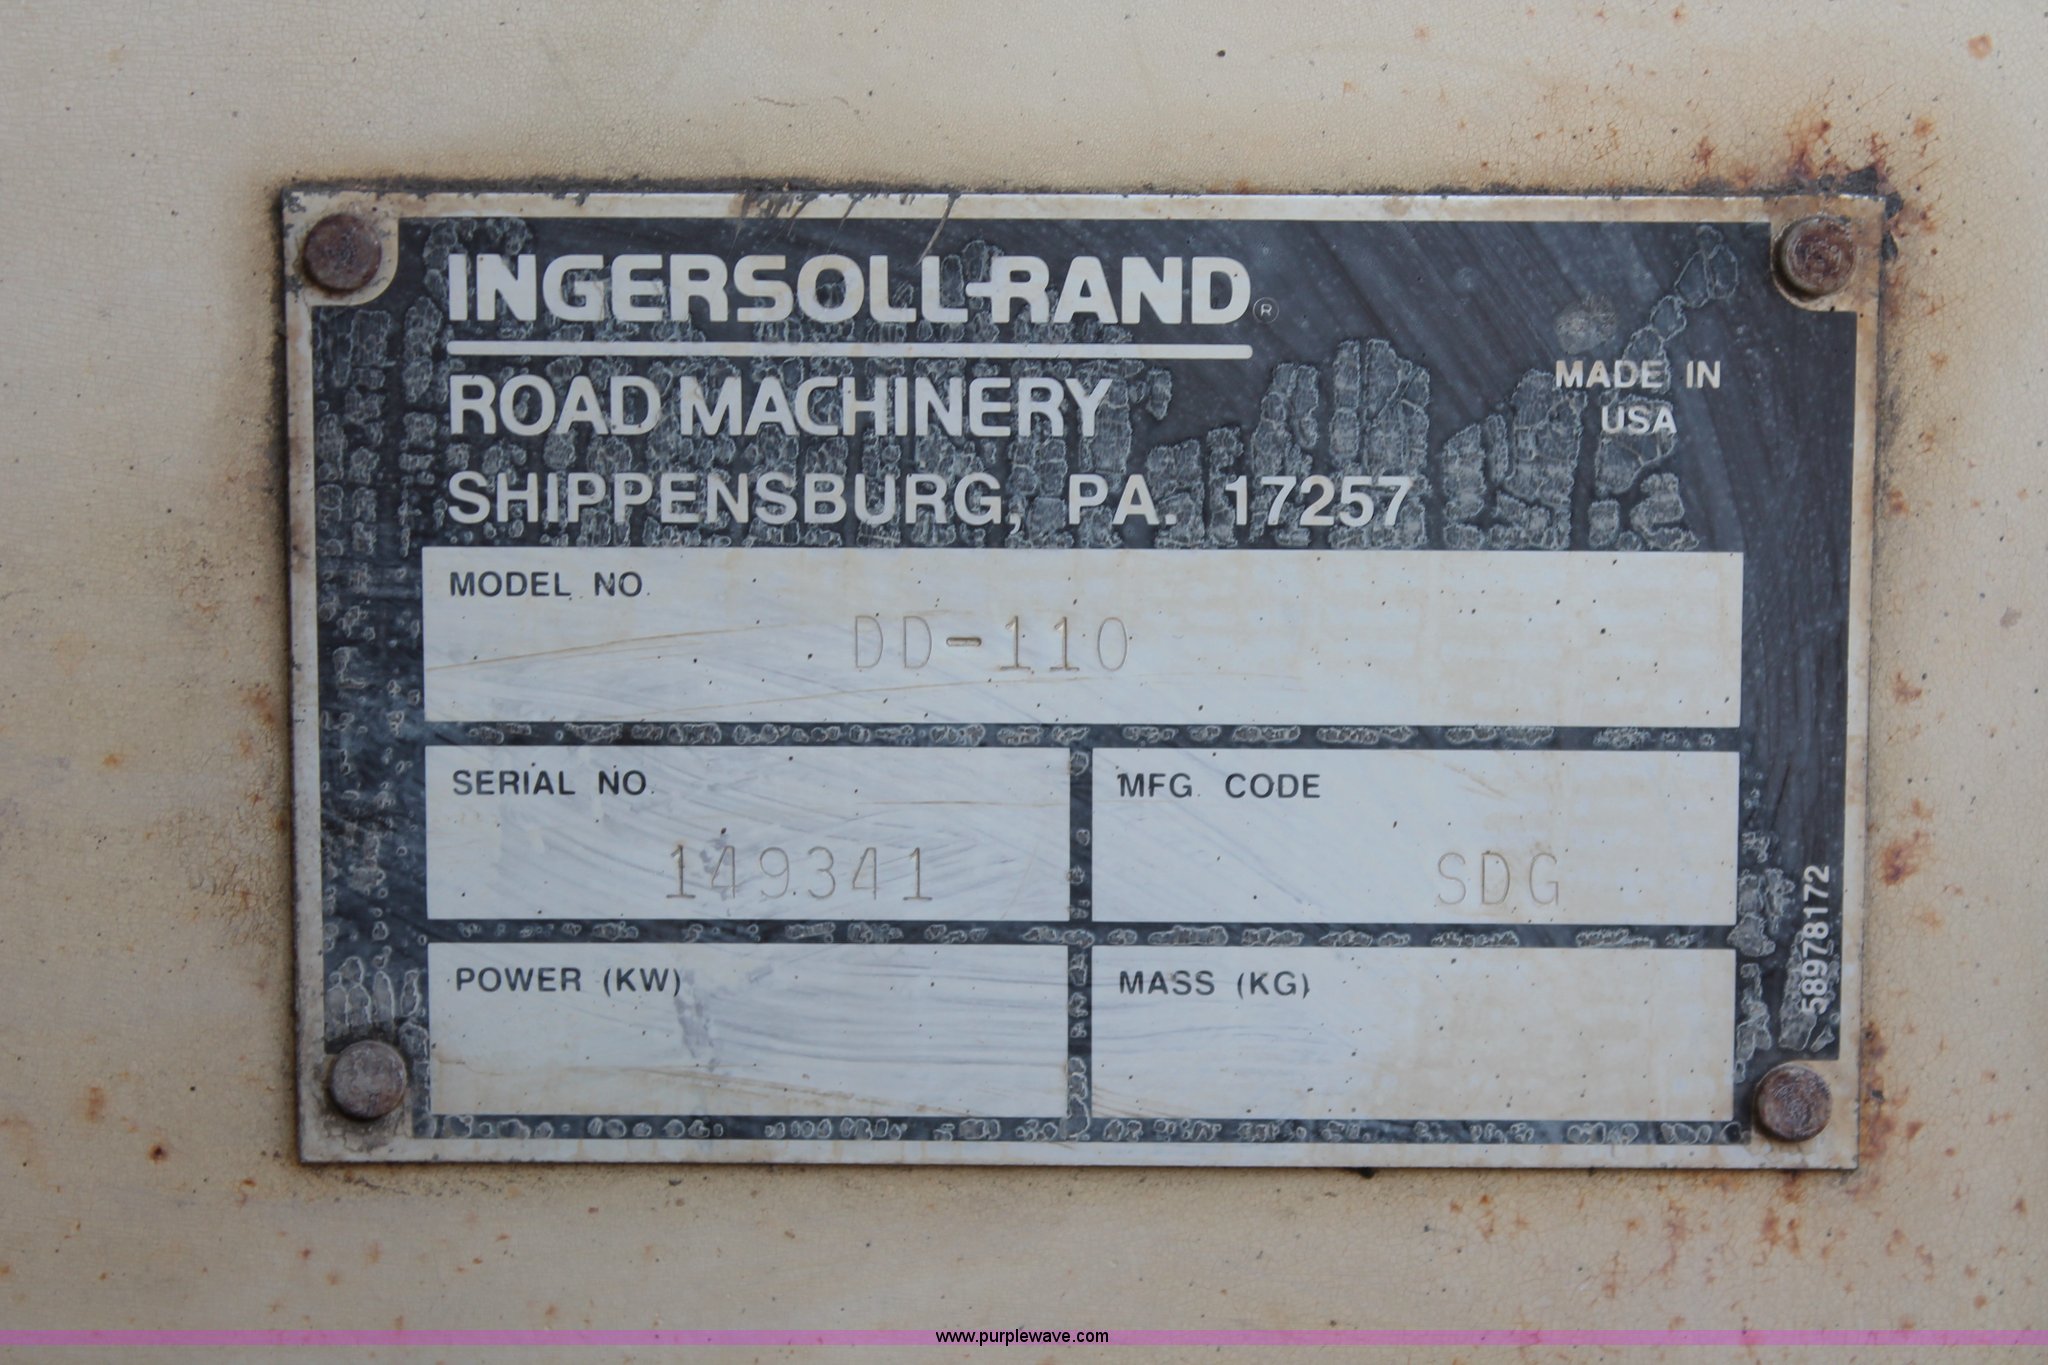 INGERSOLL-RAND®
ROAD MACHINERY
MADE IN
USA
SHIPPENSBURG, PA. 17257
MODEL NO.
DD-110
SERIAL NO.
149341
MFG. CODE
SDG
POWER (KW)
MASS (KG)
58978172
www.purplewave.com